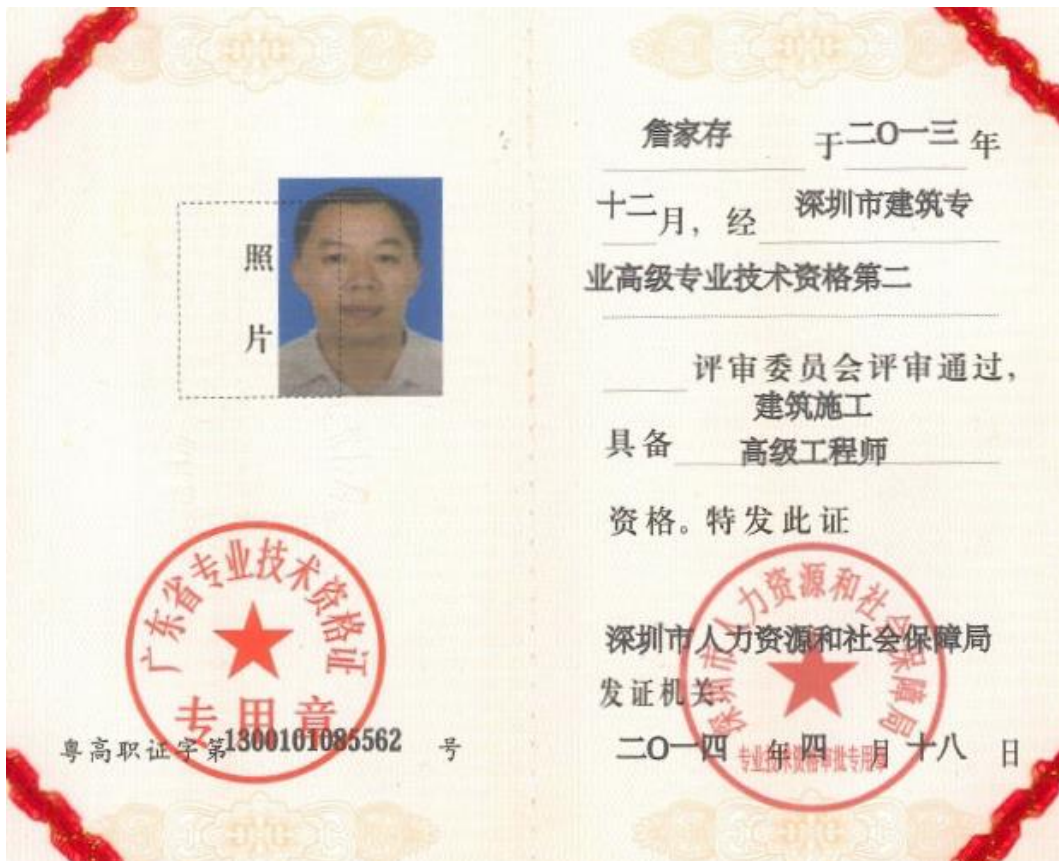 照
片
广东省专业技术资格证
专用章
粤高职证字第1300101085562 号
詹家存 于二〇一三年
十二月，经 深圳市建筑专
业高级专业技术资格第二
评审委员会评审通过，
建筑施工
具备 高级工程师
资格。特发此证
深圳市人力资源和社会保障局
发证机关
深圳市人力资源和社会保障局
专业技术资格审批专用章
二〇一四 年 四 月 十八 日